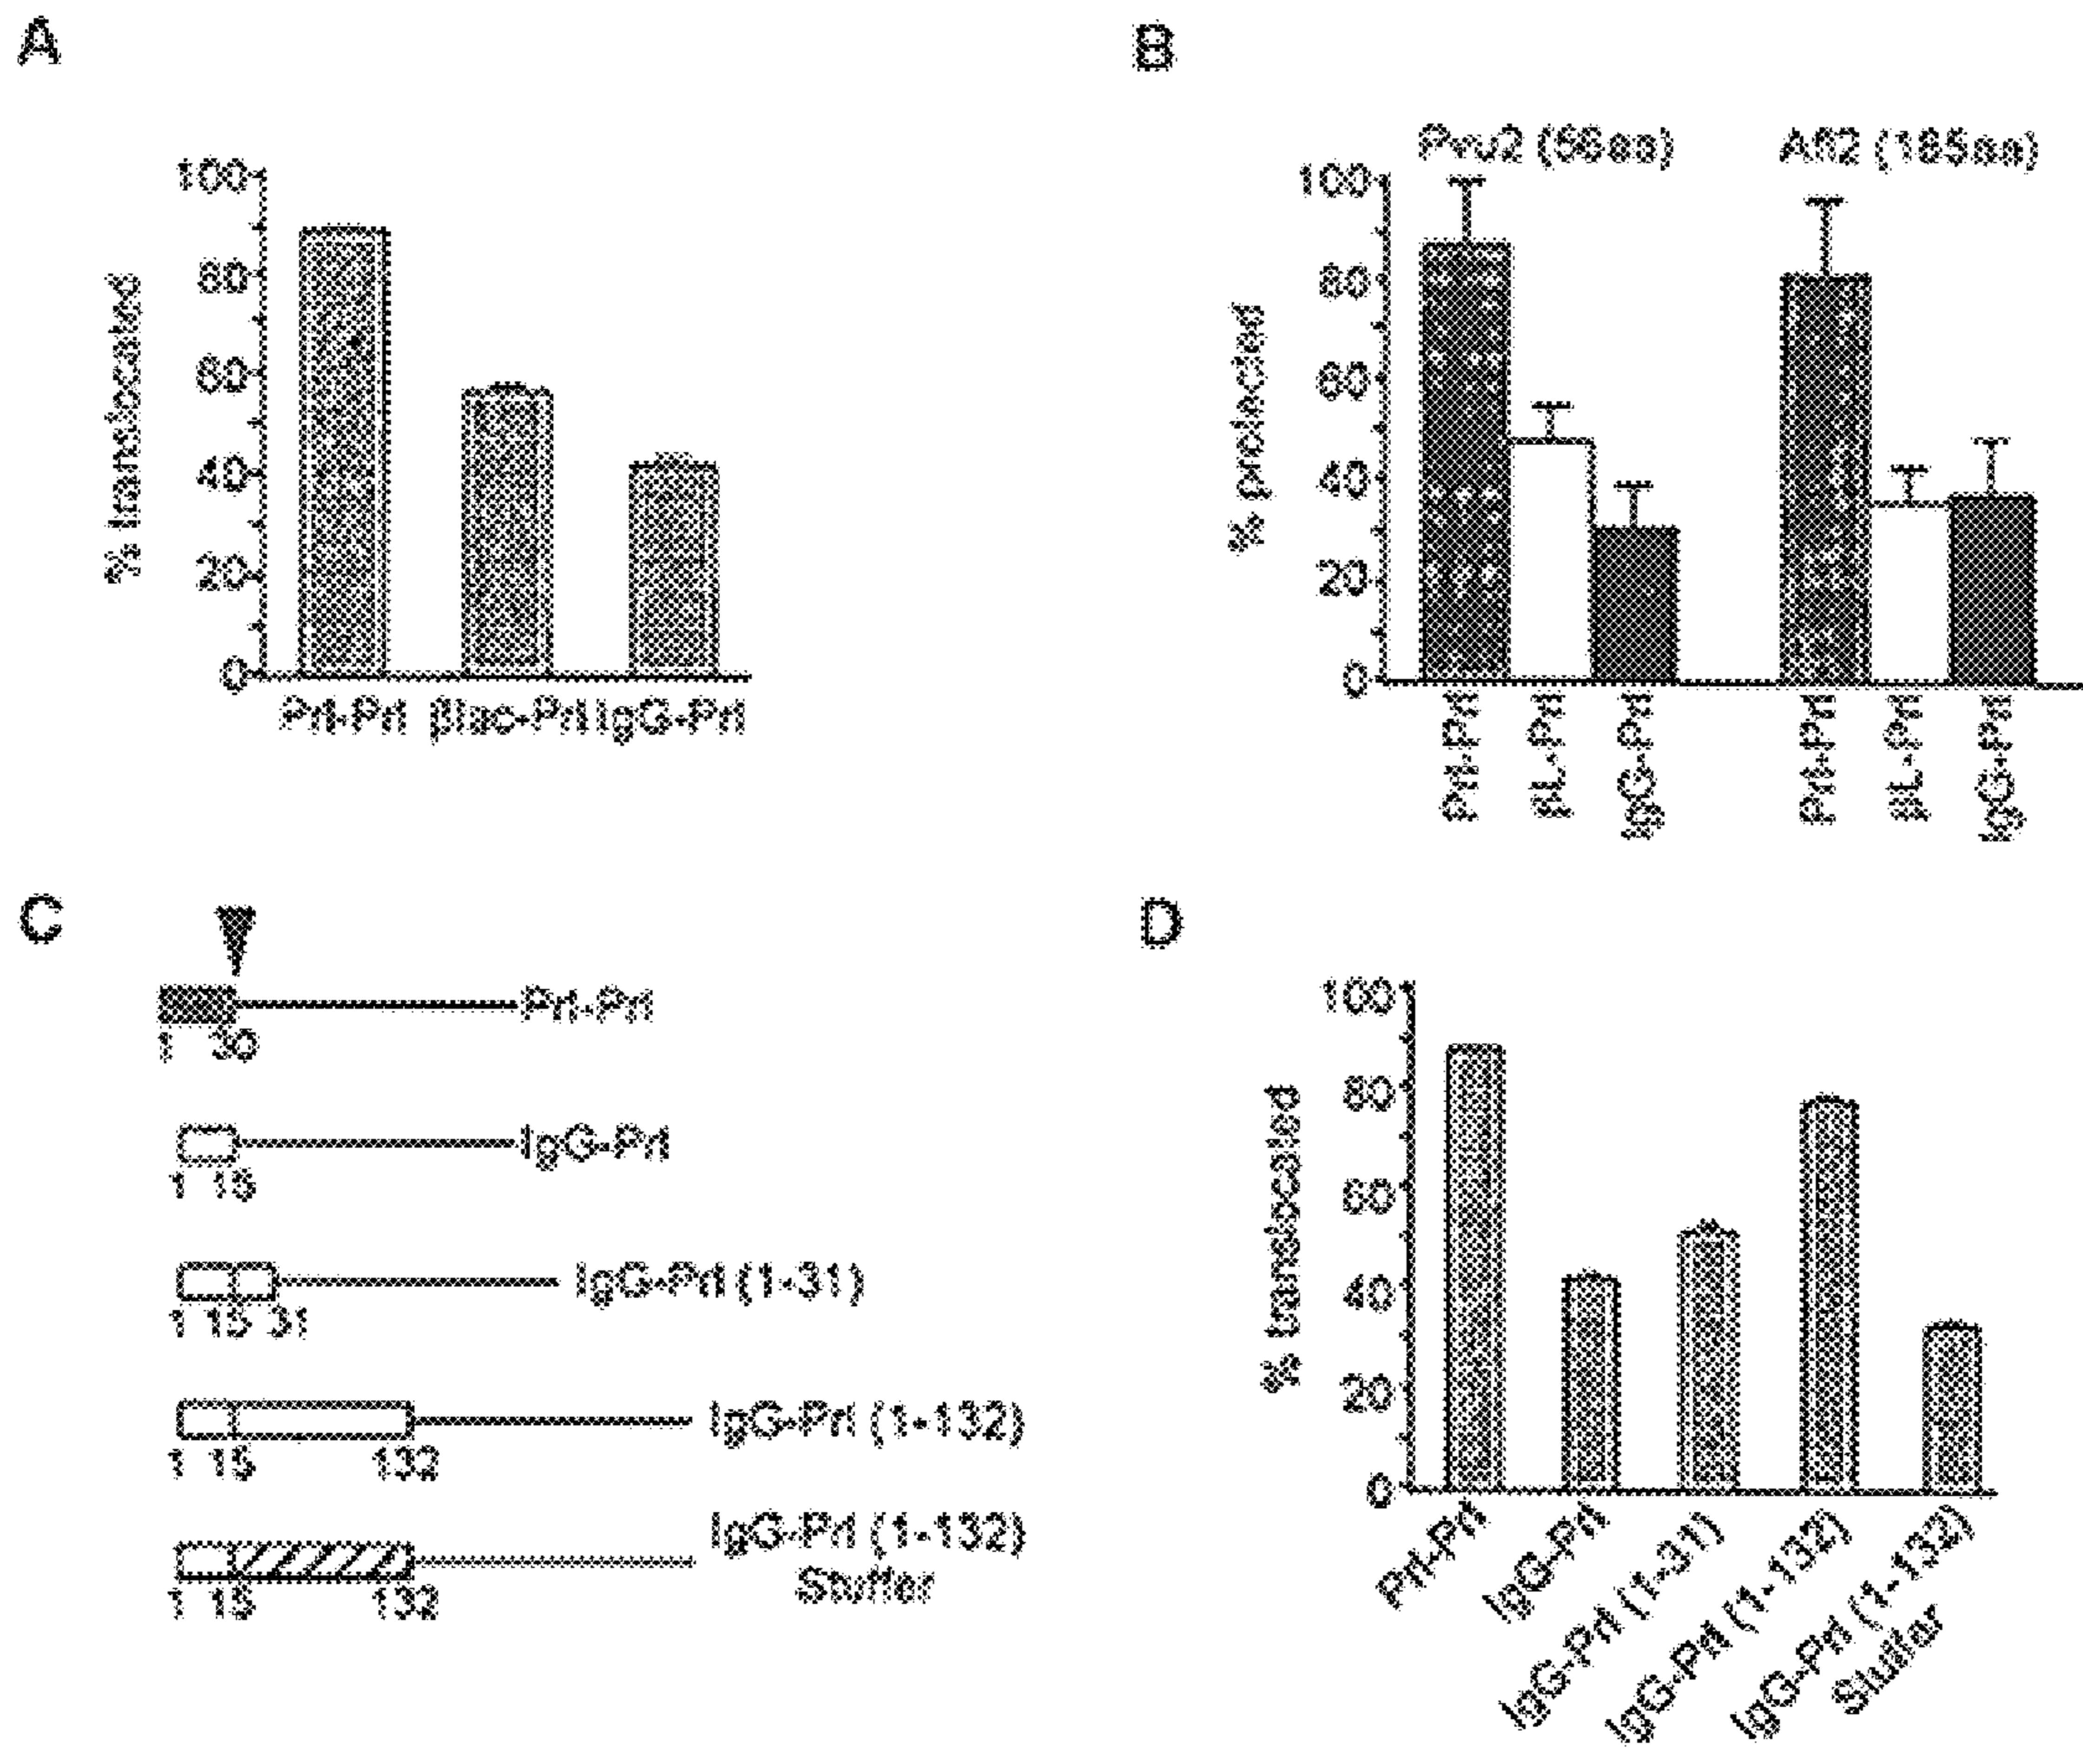 A
100
80
60
40
20
0
% translocated
Prl-Prl βlac-Prl IgG-Prl
B
Pvu2 (56aa) Afl2 (185aa)
100
80
60
40
20
0
% protected
Prl-Prl βL-Prl IgG-Prl Prl-Prl βL-Prl IgG-Prl
C
Prl-Prl
1 30
IgG-Prl
1 15
IgG-Prl (1-31)
1 15 31
IgG-Prl (1-132)
1 15 132
IgG-Prl (1-132)
Stuffer
1 15 132
D
100
80
60
40
20
0
% translocated
Prl-Prl
IgG-Prl
IgG-Prl (1-31)
IgG-Prl (1-132)
IgG-Prl (1-132)
Stuffer